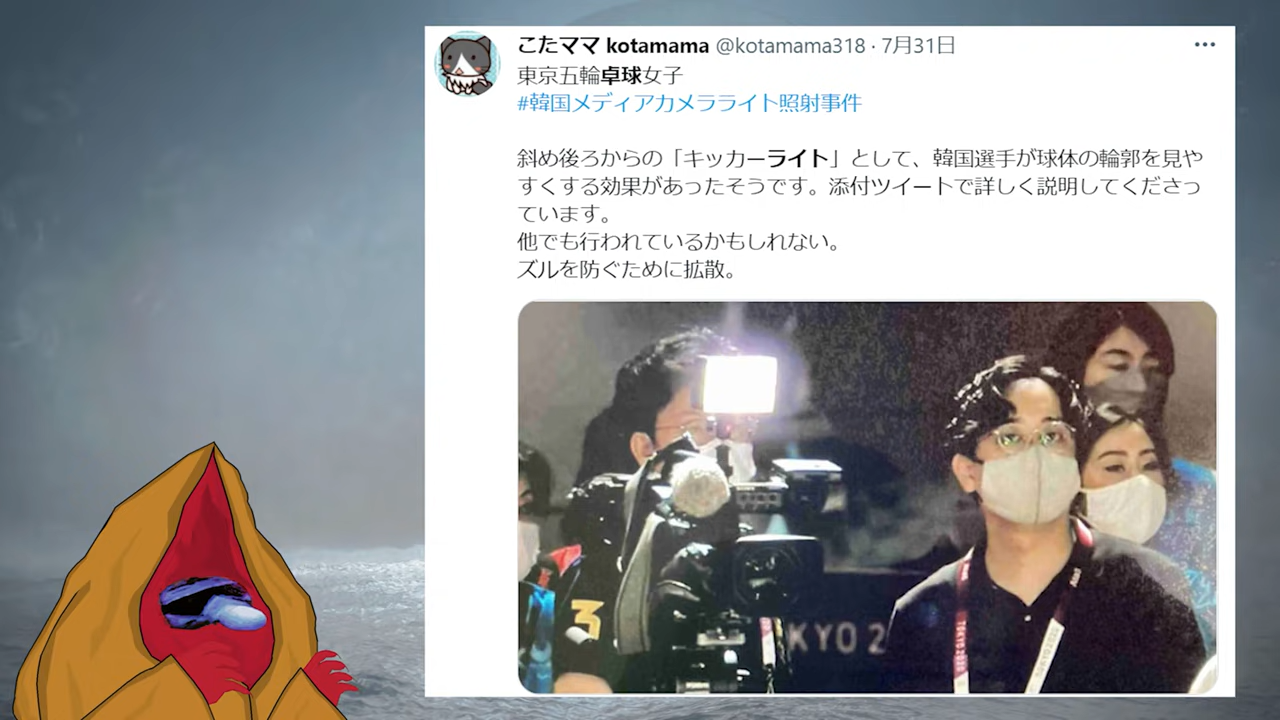 こたママ kotamama @kotamama318 · 7月31日
東京五輪卓球女子
#韓国メディアカメラライト照射事件
斜め後ろからの「キッカーライト」として、韓国選手が球体の輪郭を見や
すくする効果があったそうです。添付ツイートで詳しく説明してくださっ
ています。
他でも行われているかもしれない。
ズルを防ぐために拡散。
3
KYO 2
TOKYO 2020